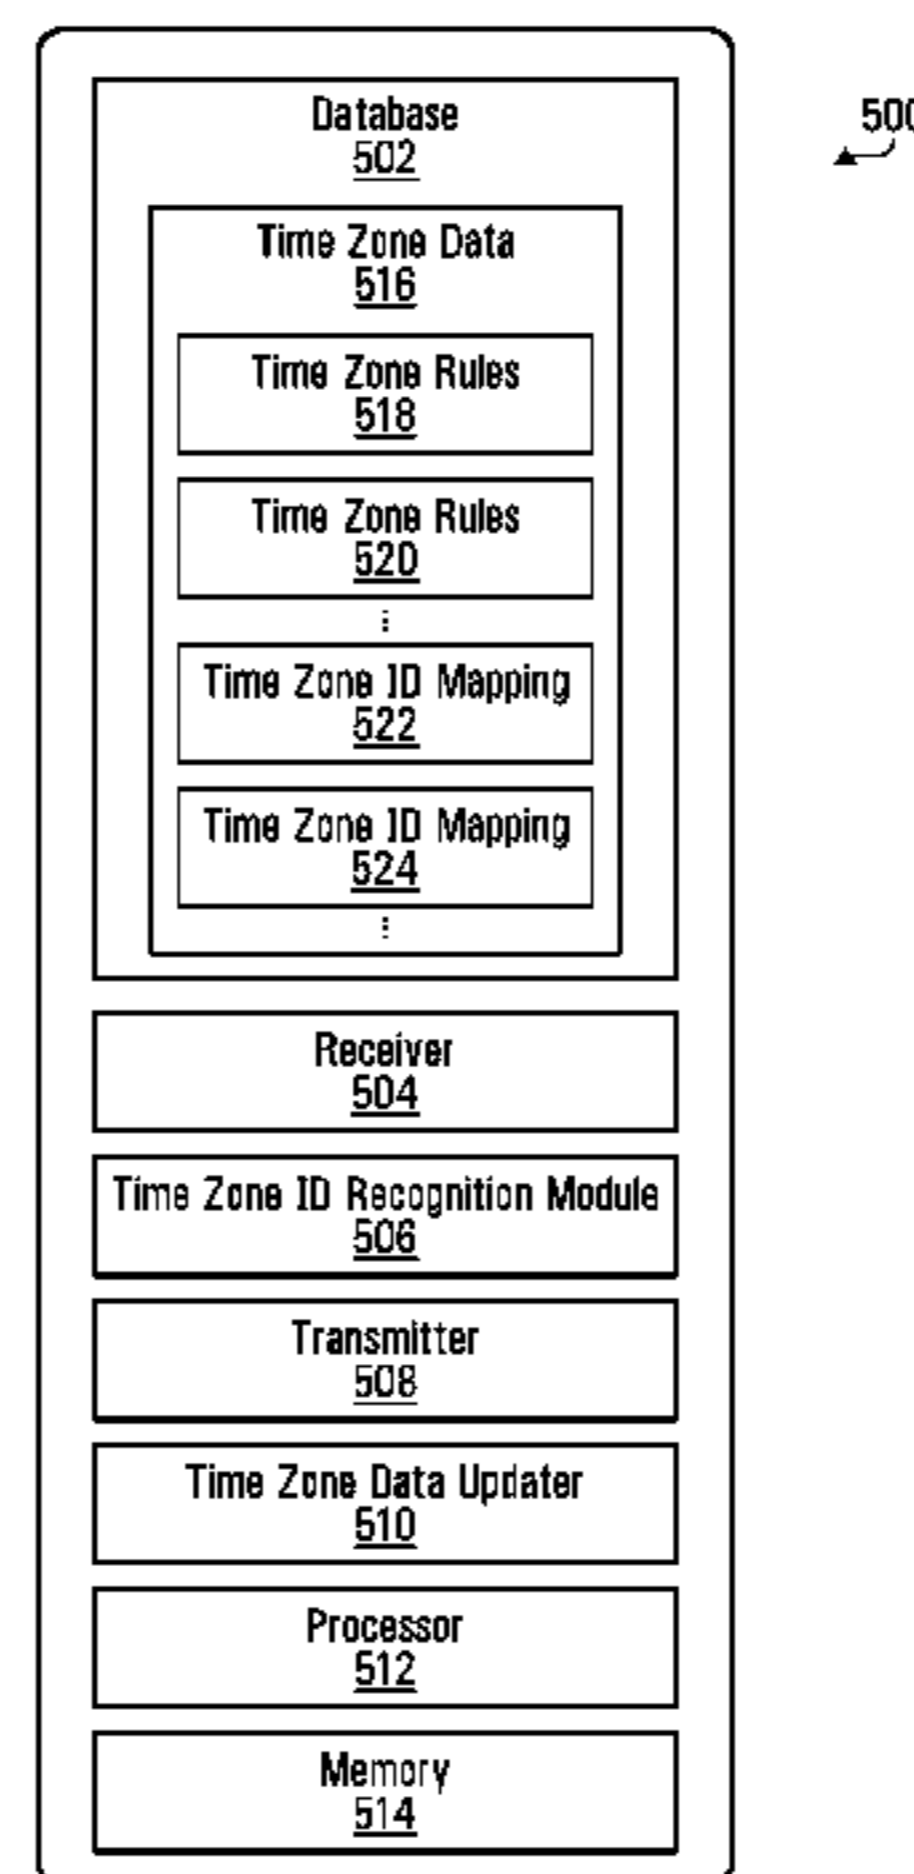 Database
502
500
Time Zone Data
516
Time Zone Rules
518
Time Zone Rules
520
Time Zone ID Mapping
522
Time Zone ID Mapping
524
Receiver
504
Time Zone ID Recognition Module
506
Transmitter
508
Time Zone Data Updater
510
Processor
512
Memory
514